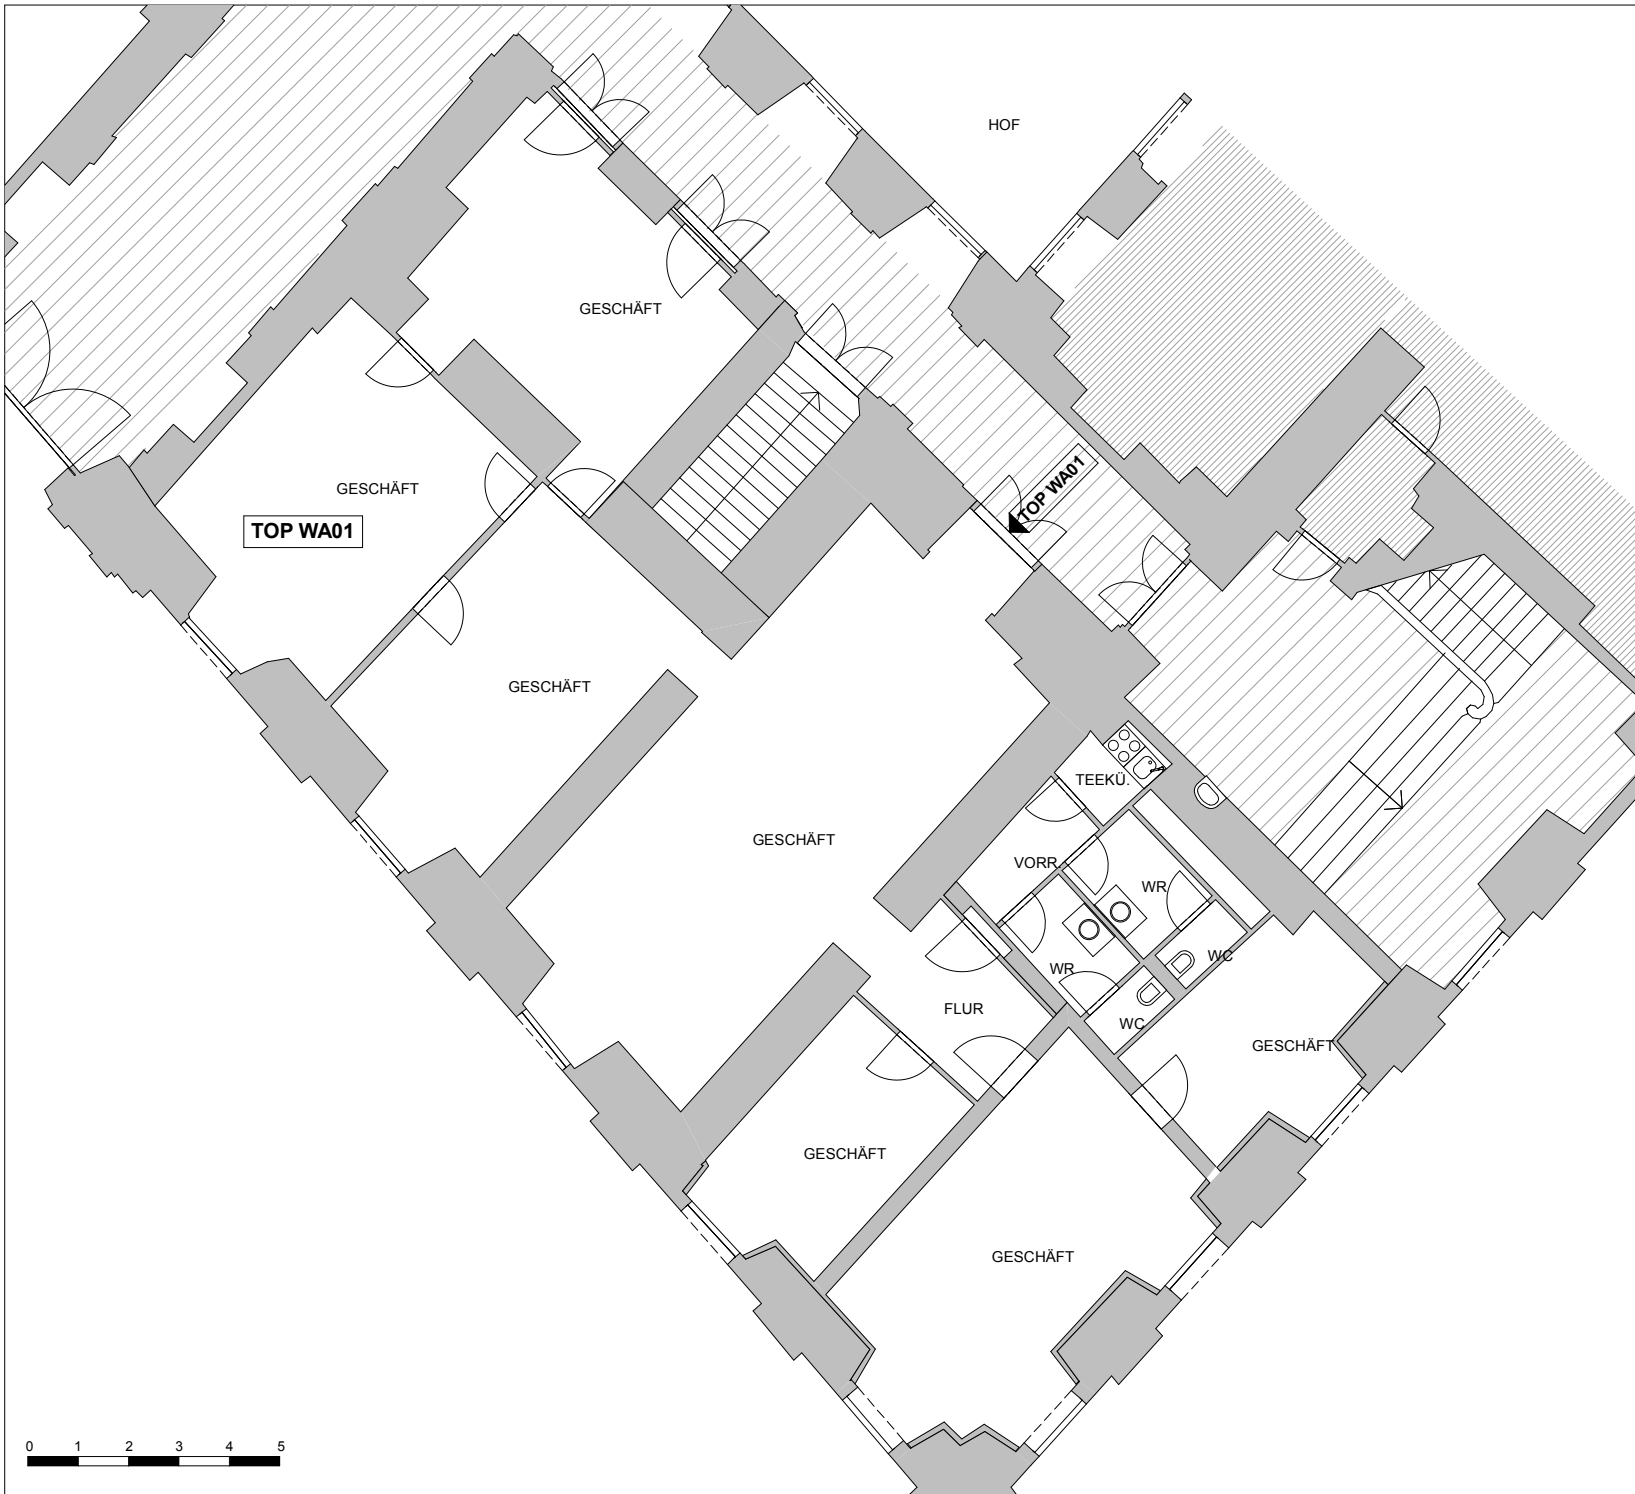 HOF
GESCHÄFT
TOP WA01
GESCHÄFT
TOP WA01
GESCHÄFT
TEEKÜ.
GESCHÄFT
VORR.
WR
WR
WC
FLUR
WC
GESCHÄFT
GESCHÄFT
GESCHÄFT
0 1 2 3 4 5